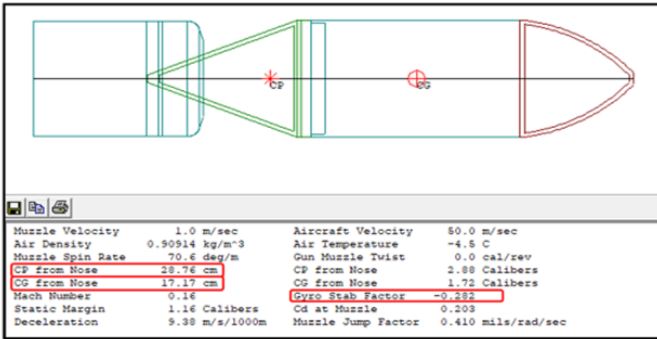 CP CG
Muzzle Velocity 1.0 m/sec Aircraft Velocity 50.0 m/sec
Air Density 0.90914 kg/m^3 Air Temperature -4.5 C
Muzzle Spin Rate 70.6 deg/m Gun Muzzle Twist 0.0 cal/rev
CP from Nose 28.76 cm CP from Nose 2.88 Calibers
CG from Nose 17.17 cm CG from Nose 1.72 Calibers
Mach Number 0.16 Gyro Stab Factor -0.282
Static Margin 1.16 Calibers Cd at Muzzle 0.203
Deceleration 9.38 m/s/1000m Muzzle Jump Factor 0.410 mils/rad/sec